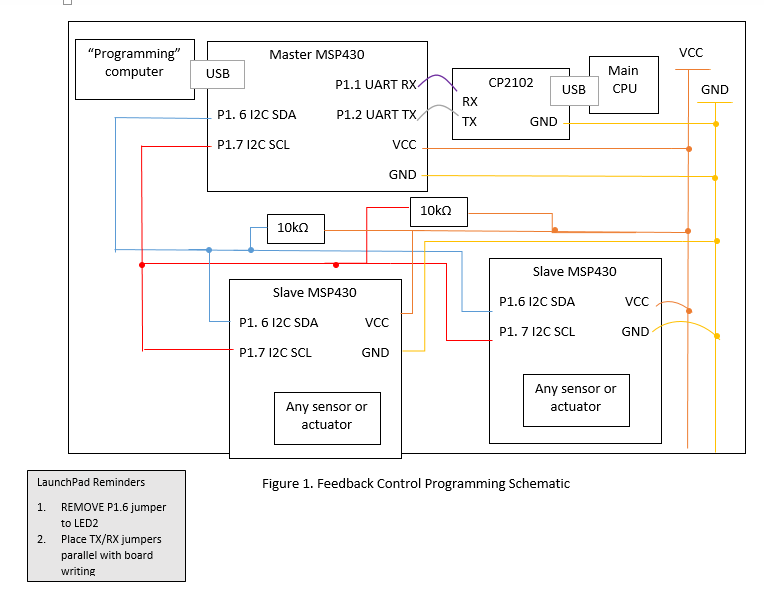 "Programming"
computer
USB
Master MSP430
P1.1 UART RX
P1. 6 I2C SDA
P1.2 UART TX
P1.7 I2C SCL
VCC
GND
CP2102
RX
TX
GND
USB
Main
CPU
VCC
GND
10kΩ
10kΩ
Slave MSP430
P1. 6 I2C SDA
VCC
P1.7 I2C SCL
GND
Any sensor or
actuator
Slave MSP430
P1.6 I2C SDA
VCC
P1. 7 I2C SCL
GND
Any sensor or
actuator
Figure 1. Feedback Control Programming Schematic
LaunchPad Reminders
1. REMOVE P1.6 jumper
to LED2
2. Place TX/RX jumpers
parallel with board
writing